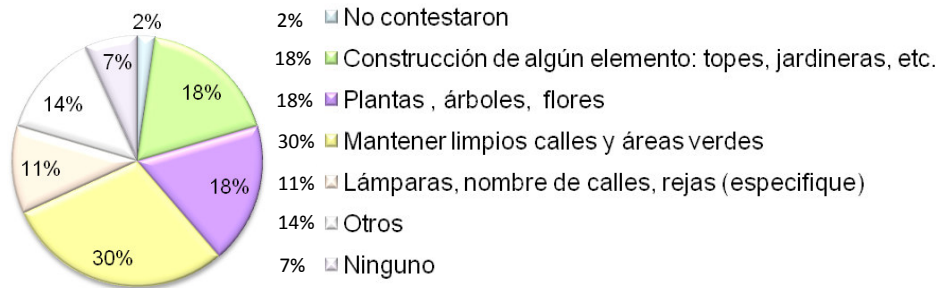 2%
7%
18%
14%
11%
18%
30%
2% No contestaron
18% Construcción de algún elemento: topes, jardineras, etc.
18% Plantas , árboles, flores
30% Mantener limpios calles y áreas verdes
11% Lámparas, nombre de calles, rejas (especifique)
14% Otros
7% Ninguno